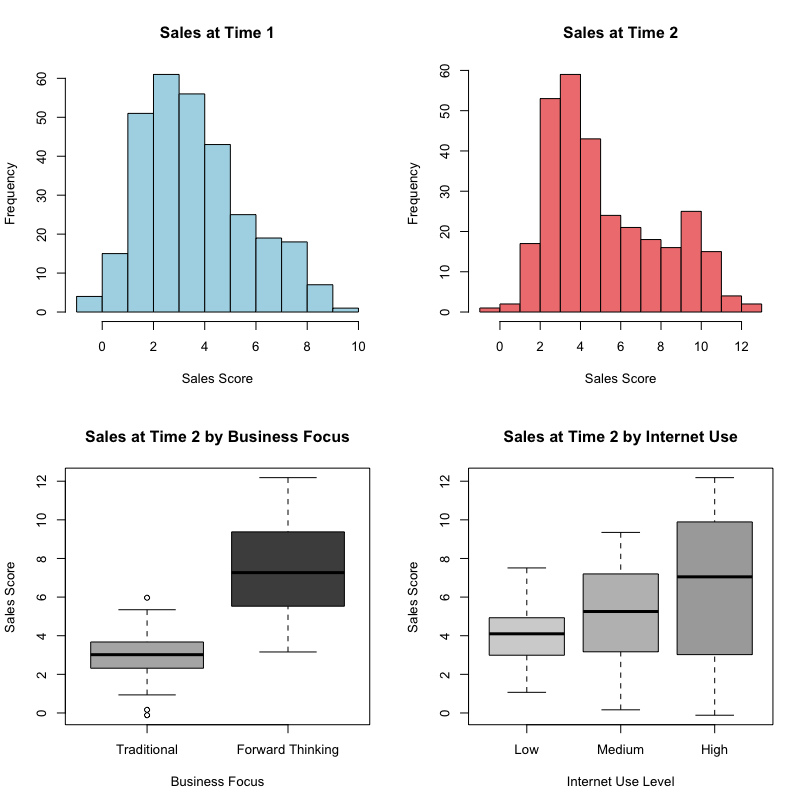 Sales at Time 1
Frequency
0 10 20 30 40 50 60
0 2 4 6 8 10
Sales Score
Sales at Time 2
Frequency
0 10 20 30 40 50 60
0 2 4 6 8 10 12
Sales Score
Sales at Time 2 by Business Focus
Sales Score
0 2 4 6 8 10 12
Traditional Forward Thinking
Business Focus
Sales at Time 2 by Internet Use
Sales Score
0 2 4 6 8 10 12
Low Medium High
Internet Use Level